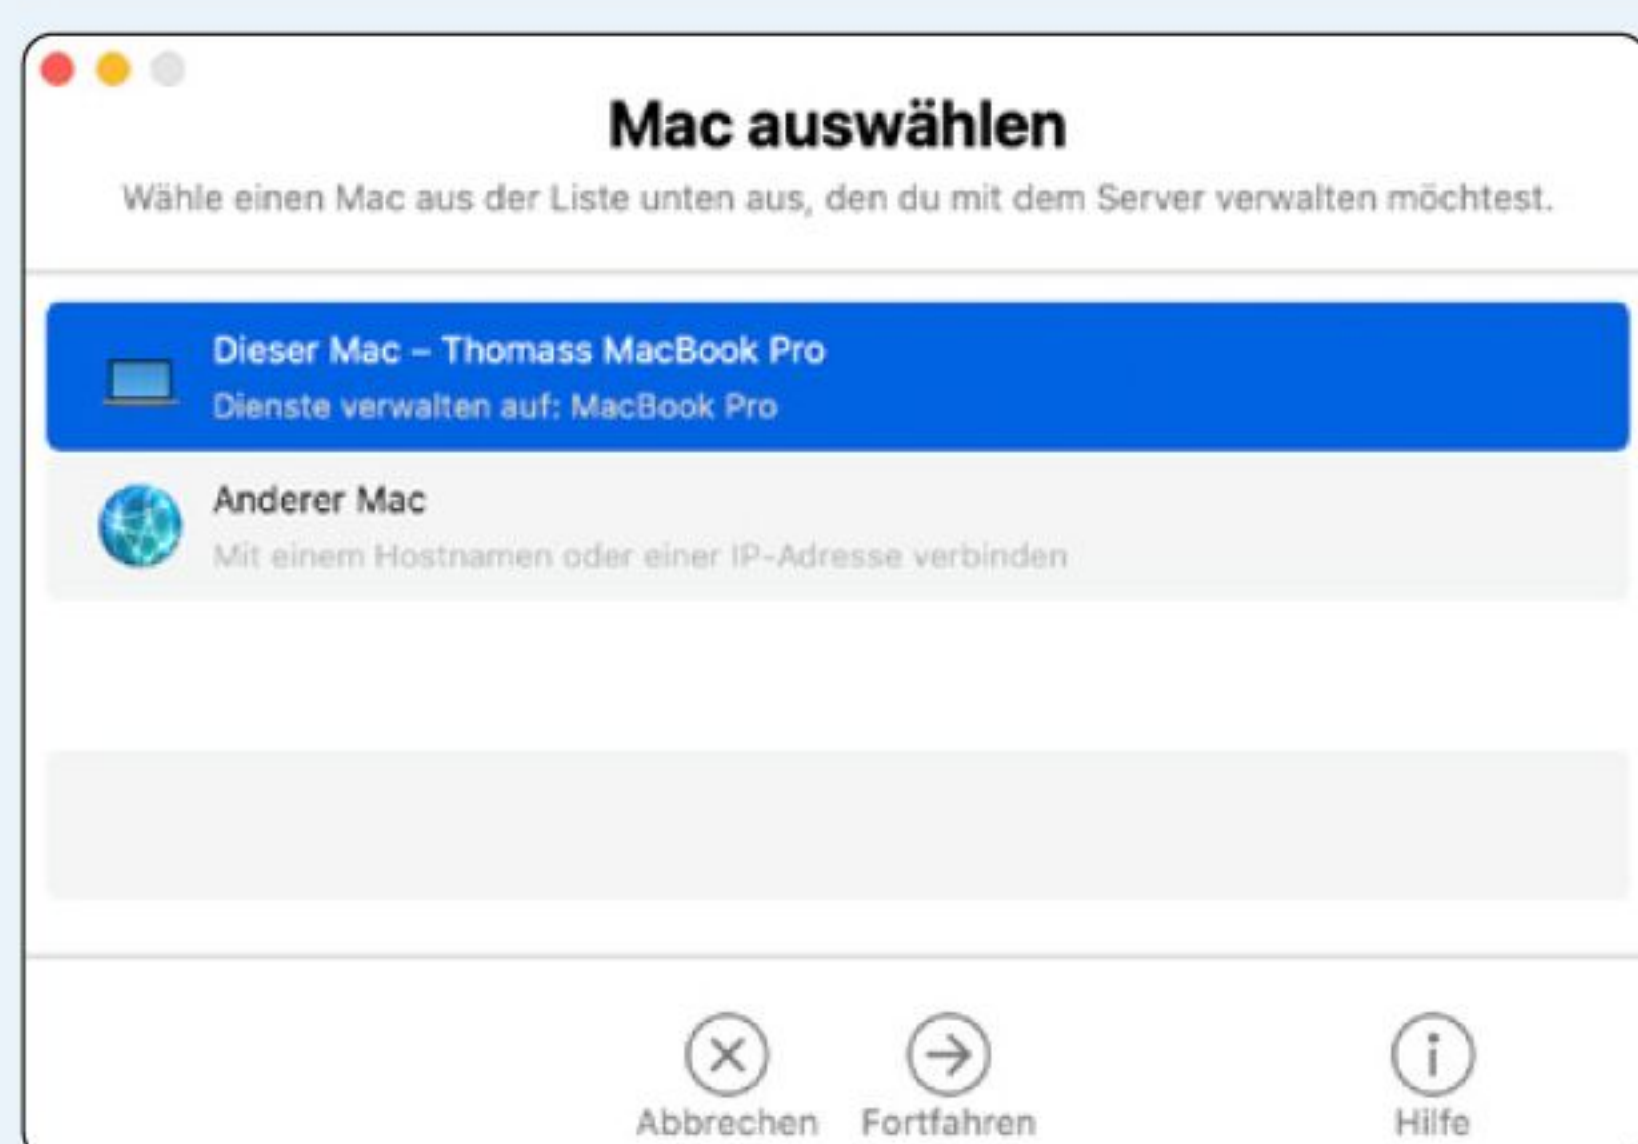 Mac auswählen
Wähle einen Mac aus der Liste unten aus, den du mit dem Server verwalten möchtest.
Dieser Mac – Thomass MacBook Pro
Dienste verwalten auf: MacBook Pro
Anderer Mac
Mit einem Hostnamen oder einer IP-Adresse verbinden
Abbrechen Fortfahren Hilfe